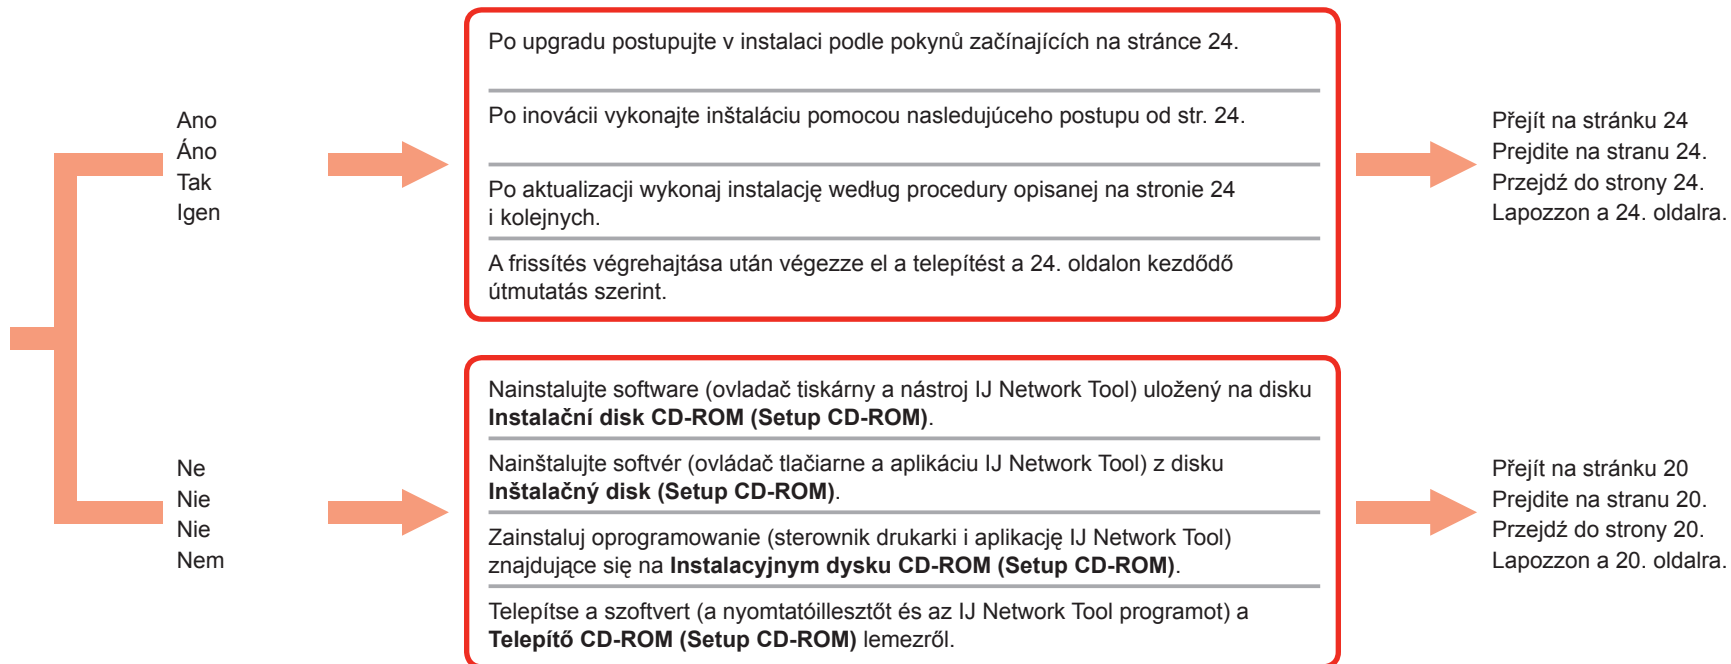 Ano
Áno
Tak
Igen
Po upgradu postupujte v instalaci podle pokynů začínajících na stránce 24.
Po inovácii vykonajte inštaláciu pomocou nasledujúceho postupu od str. 24.
Po aktualizacji wykonaj instalację według procedury opisanej na stronie 24
i kolejnych.
A frissítés végrehajtása után végezze el a telepítést a 24. oldalon kezdődő
útmutatás szerint.
Přejít na stránku 24
Prejdite na stranu 24.
Przejdź do strony 24.
Lapozzon a 24. oldalra.
Ne
Nie
Nie
Nem
Nainstalujte software (ovladač tiskárny a nástroj IJ Network Tool) uložený na disku
Instalační disk CD-ROM (Setup CD-ROM).
Nainštalujte softvér (ovládač tlačiarne a aplikáciu IJ Network Tool) z disku
Inštalačný disk (Setup CD-ROM).
Zainstaluj oprogramowanie (sterownik drukarki i aplikację IJ Network Tool)
znajdujące się na Instalacyjnym dysku CD-ROM (Setup CD-ROM).
Telepítse a szoftvert (a nyomtatóillesztőt és az IJ Network Tool programot) a
Telepítő CD-ROM (Setup CD-ROM) lemezről.
Přejít na stránku 20
Prejdite na stranu 20.
Przejdź do strony 20.
Lapozzon a 20. oldalra.